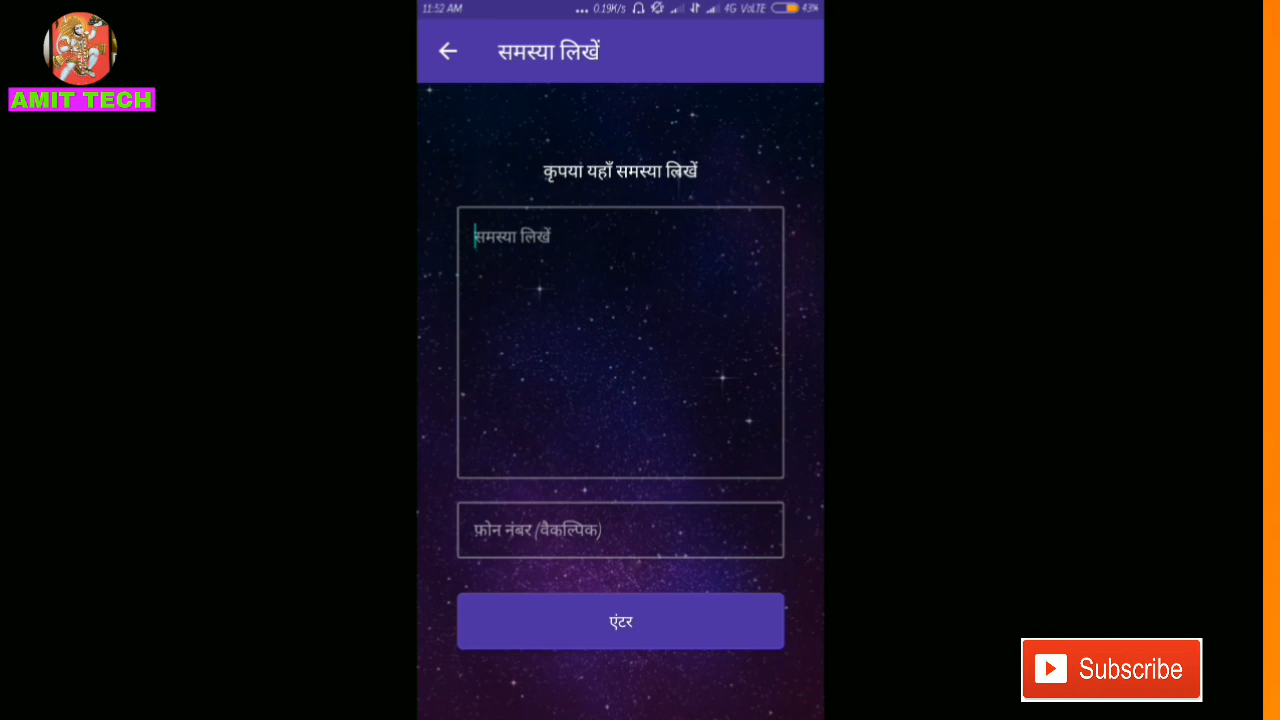 11:52 AM ... 0.19K/s 4G VoLTE 43%
समस्या लिखें
AMIT TECH
कृपया यहाँ समस्या लिखें
समस्या लिखें
फ़ोन नंबर (वैकल्पिक)
एंटर
Subscribe